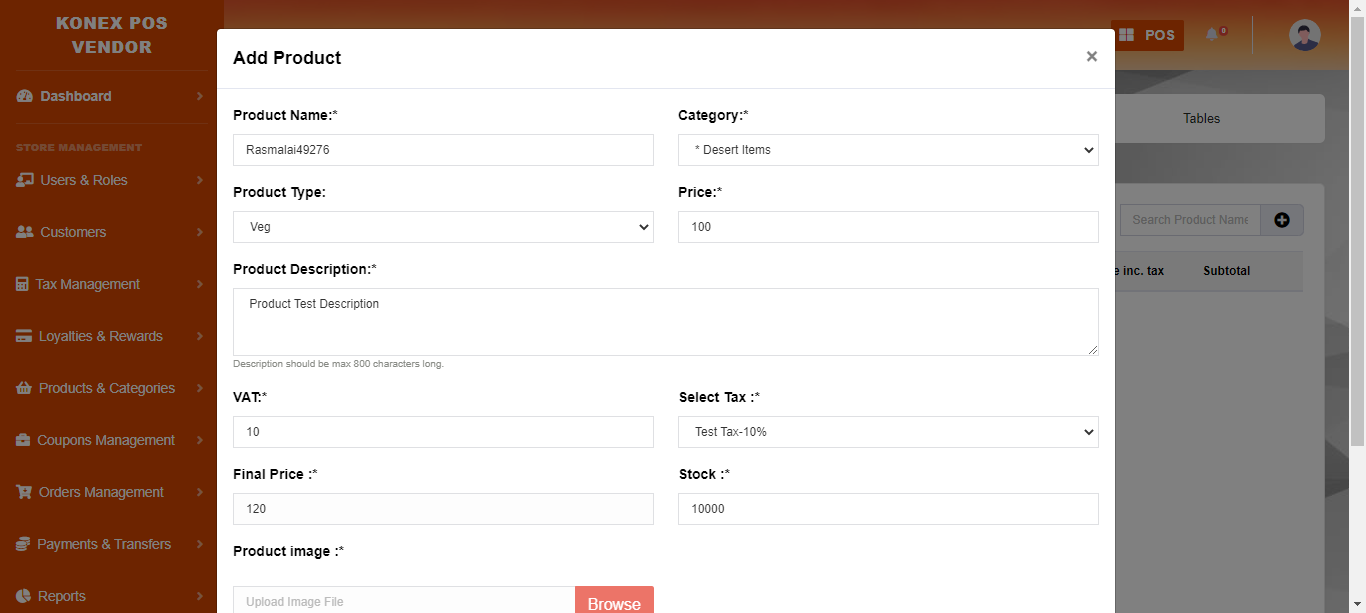 KONEX POS
VENDOR
Dashboard
STORE MANAGEMENT
Users & Roles
Customers
Tax Management
Loyalties & Rewards
Products & Categories
Coupons Management
Orders Management
Payments & Transfers
Reports
POS
0
Tables
Search Product Name
e inc. tax
Subtotal
Add Product
×
Product Name:*
Category:*
Rasmalai49276
* Desert Items
Product Type:
Price:*
Veg
100
Product Description:*
Product Test Description
Description should be max 800 characters long.
VAT:*
Select Tax :*
10
Test Tax-10%
Final Price :*
Stock :*
120
10000
Product image :*
Upload Image File
Browse